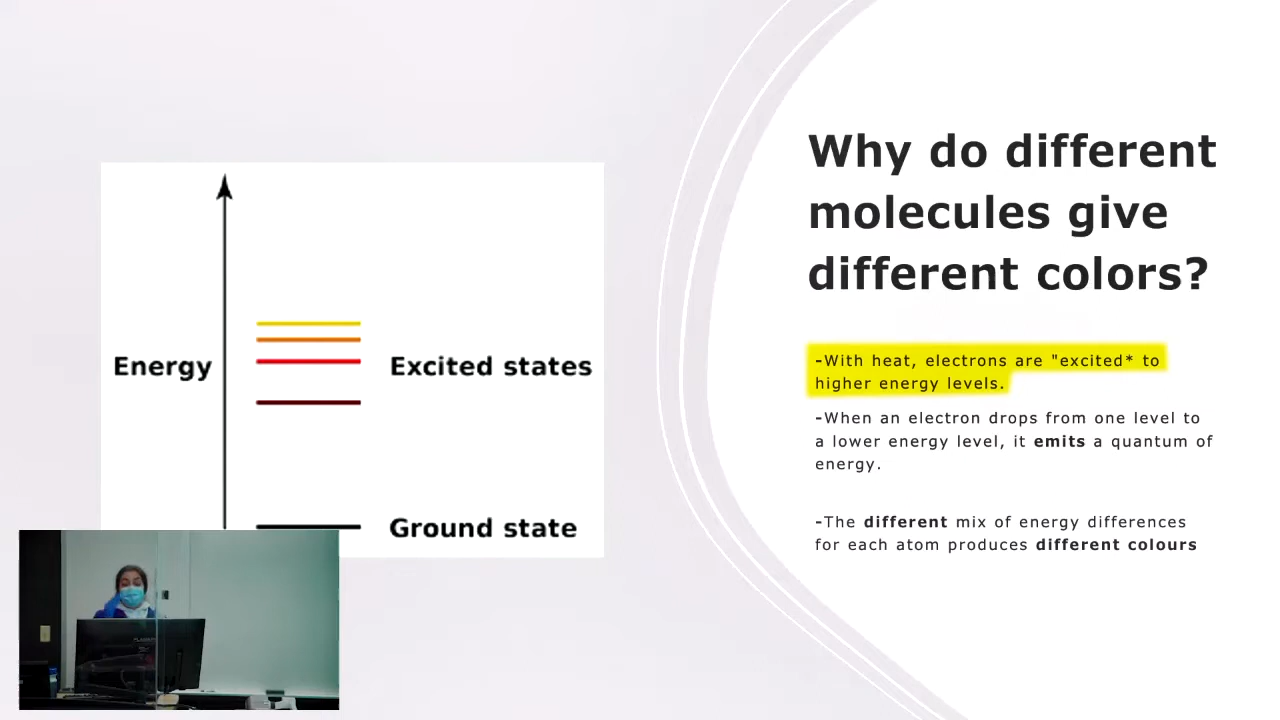 Why do different
molecules give
different colors?
Energy
Excited states
Ground state
-With heat, electrons are "excited* to
higher energy levels.
-When an electron drops from one level to
a lower energy level, it emits a quantum of
energy.
-The different mix of energy differences
for each atom produces different colours